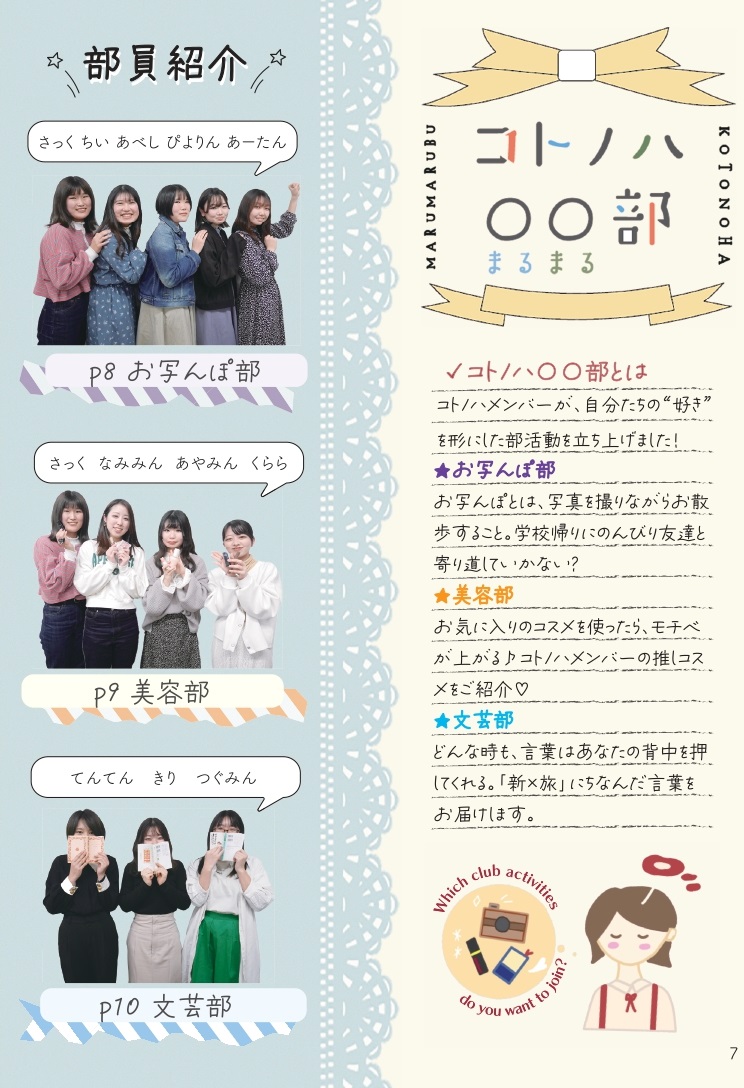 部員紹介
さっく ちい あべし ぴよりん あーたん
p8 お写んぽ部
さっく なみみん あやみん くらら
p9 美容部
てんてん きり つぐみん
p10 文芸部
コトノハ
〇〇部
まるまる
MARUMARUBU
KOTONOHA
✓コトノハ〇〇部とは
コトノハメンバーが、自分たちの“好き”
を形にした部活動を立ち上げました!
★お写んぽ部
お写んぽとは、写真を撮りながらお散
歩すること。学校帰りにのんびり友達と
寄り道していかない?
★美容部
お気に入りのコスメを使ったら、モチベ
が上がる♪コトノハメンバーの推しコス
メをご紹介♡
★文芸部
どんな時も、言葉はあなたの背中を押
してくれる。「新×旅」にちなんだ言葉を
お届けします。
Which club activities
do you want to join?
7